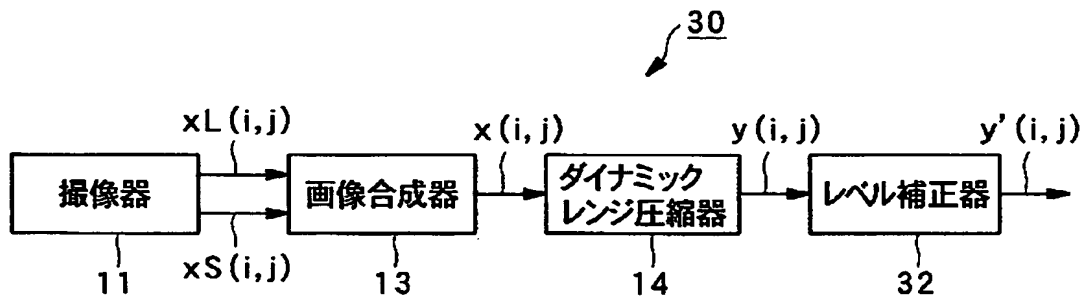 30
xL(i,j)
x(i,j)
y(i,j)
y'(i,j)
撮像器
画像合成器
ダイナミック
レンジ圧縮器
レベル補正器
11
xS(i,j)
13
14
32